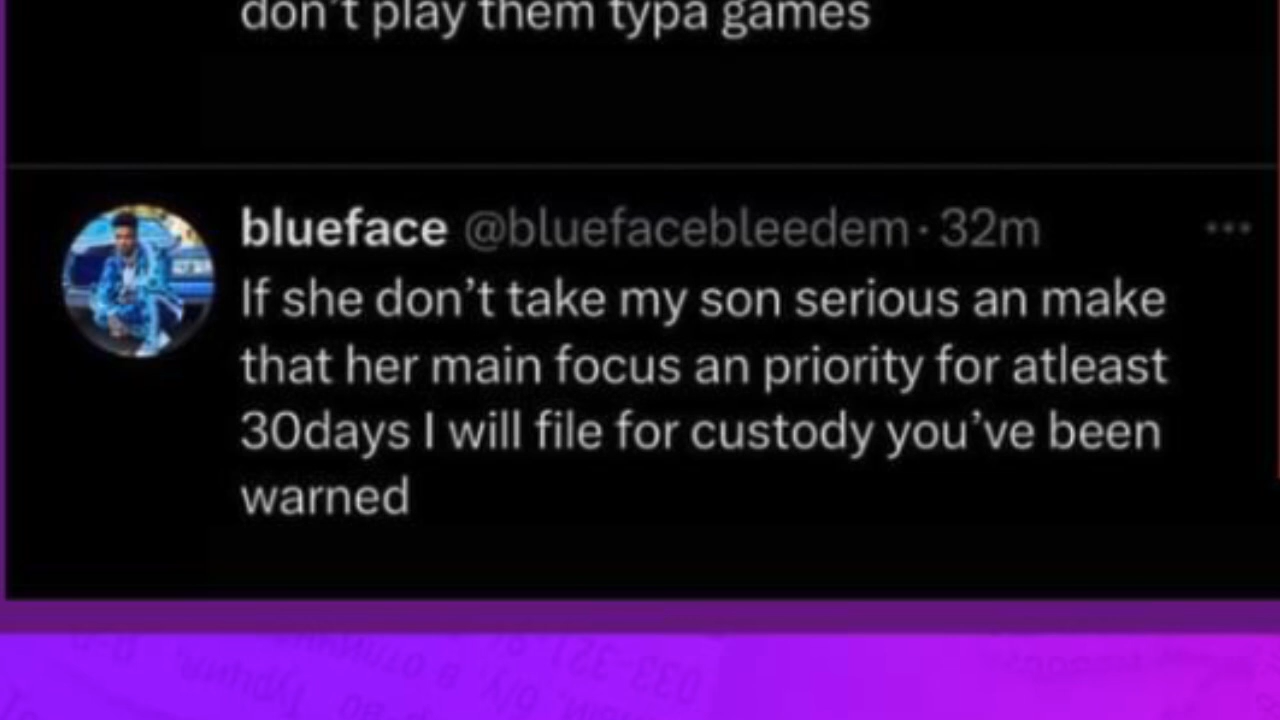 don't play them typa games
blueface @bluefacebleedem · 32m
If she don't take my son serious an make
that her main focus an priority for atleast
30days I will file for custody you've been
warned